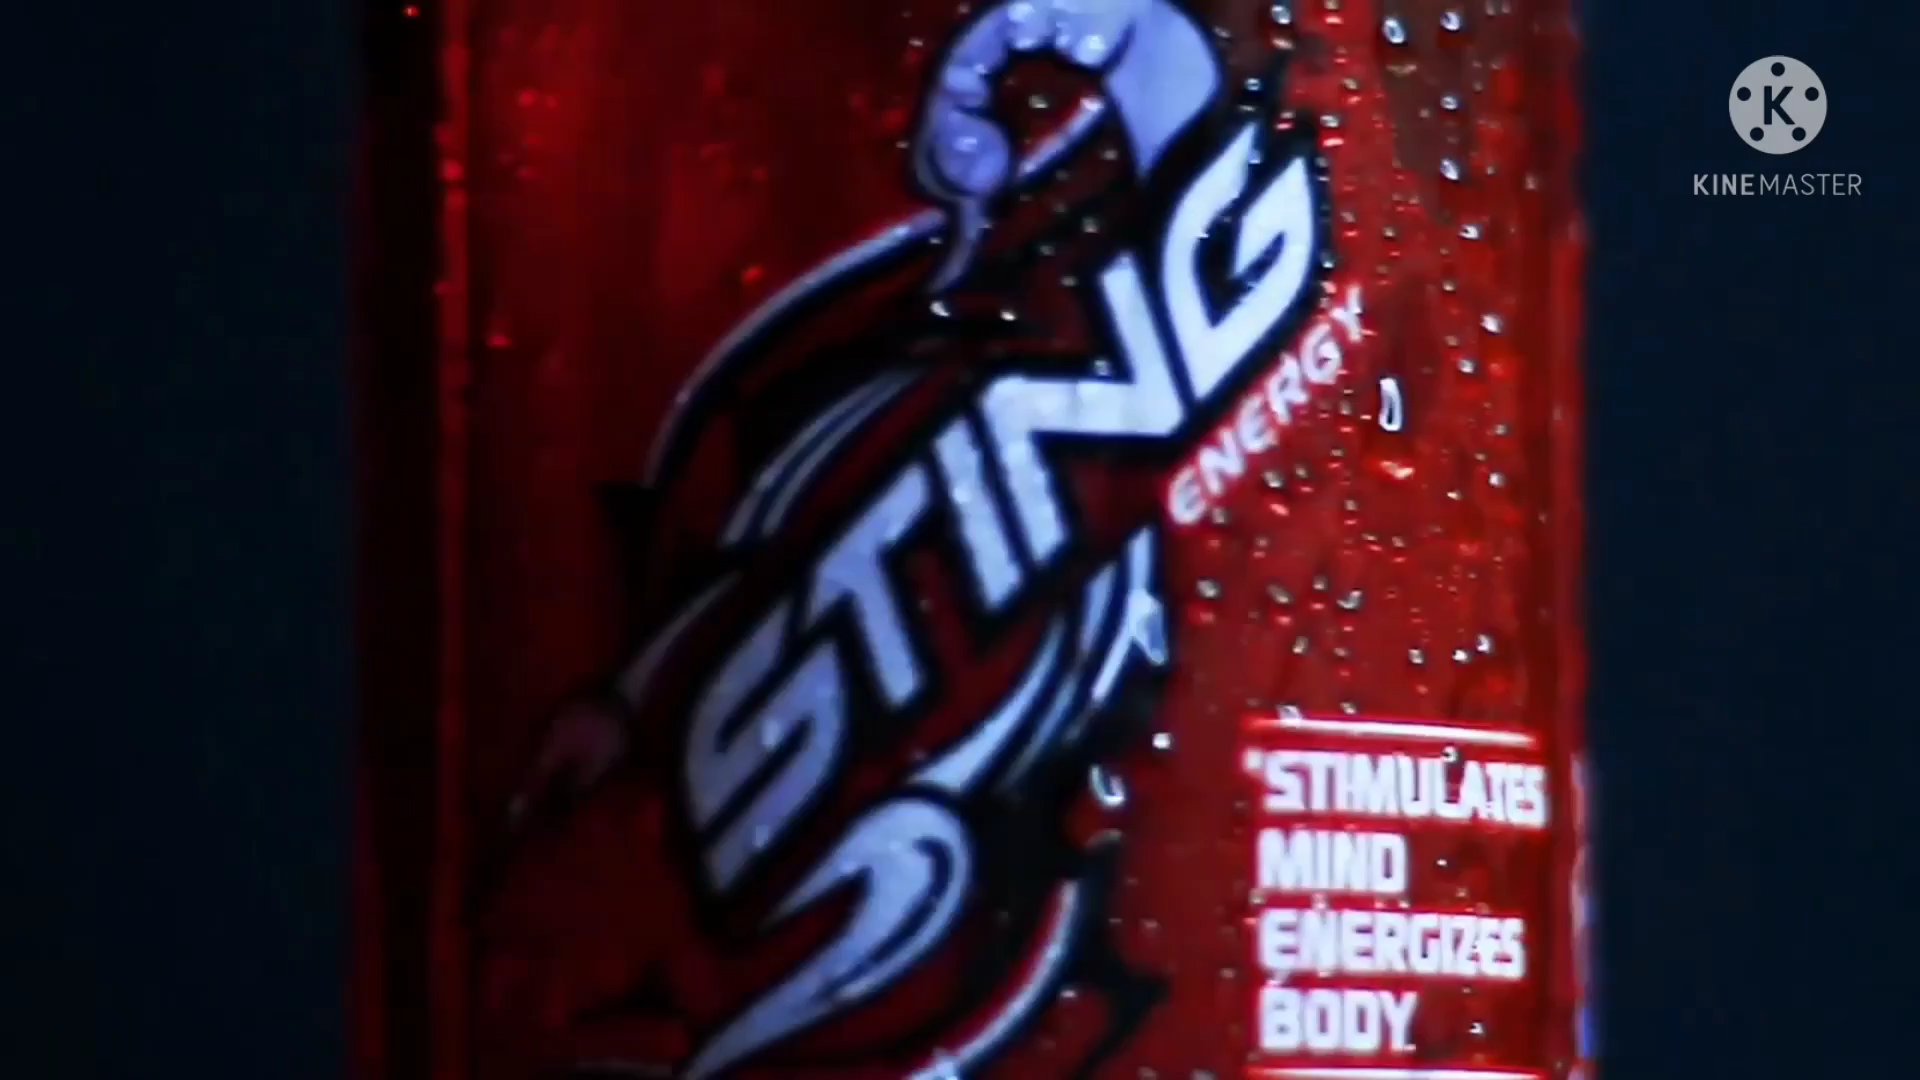 STING
ENERGY
"STIMULATES
MIND
ENERGIZES
BODY
KINEMASTER